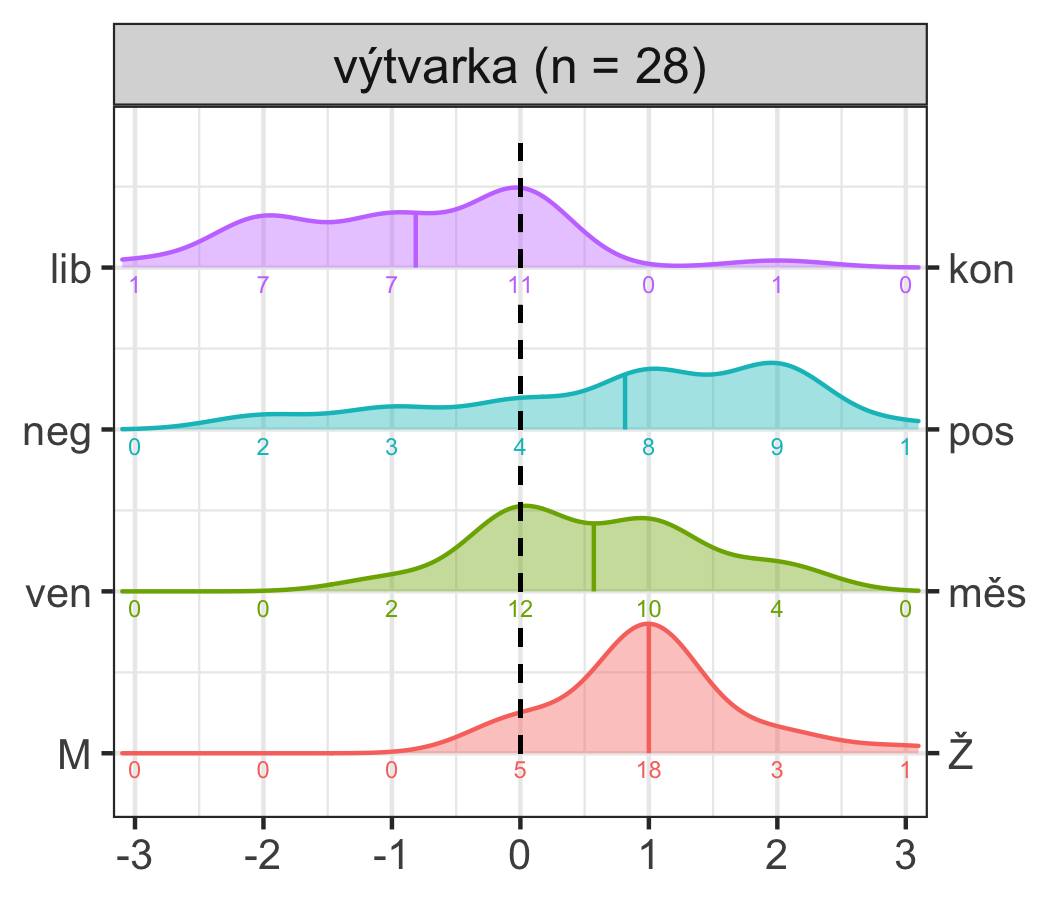 výtvarka (n = 28)
lib kon
1 7 7 11 0 1 0
neg pos
0 2 3 4 8 9 1
ven měs
0 0 2 12 10 4 0
M Ž
0 0 0 5 18 3 1
-3 -2 -1 0 1 2 3